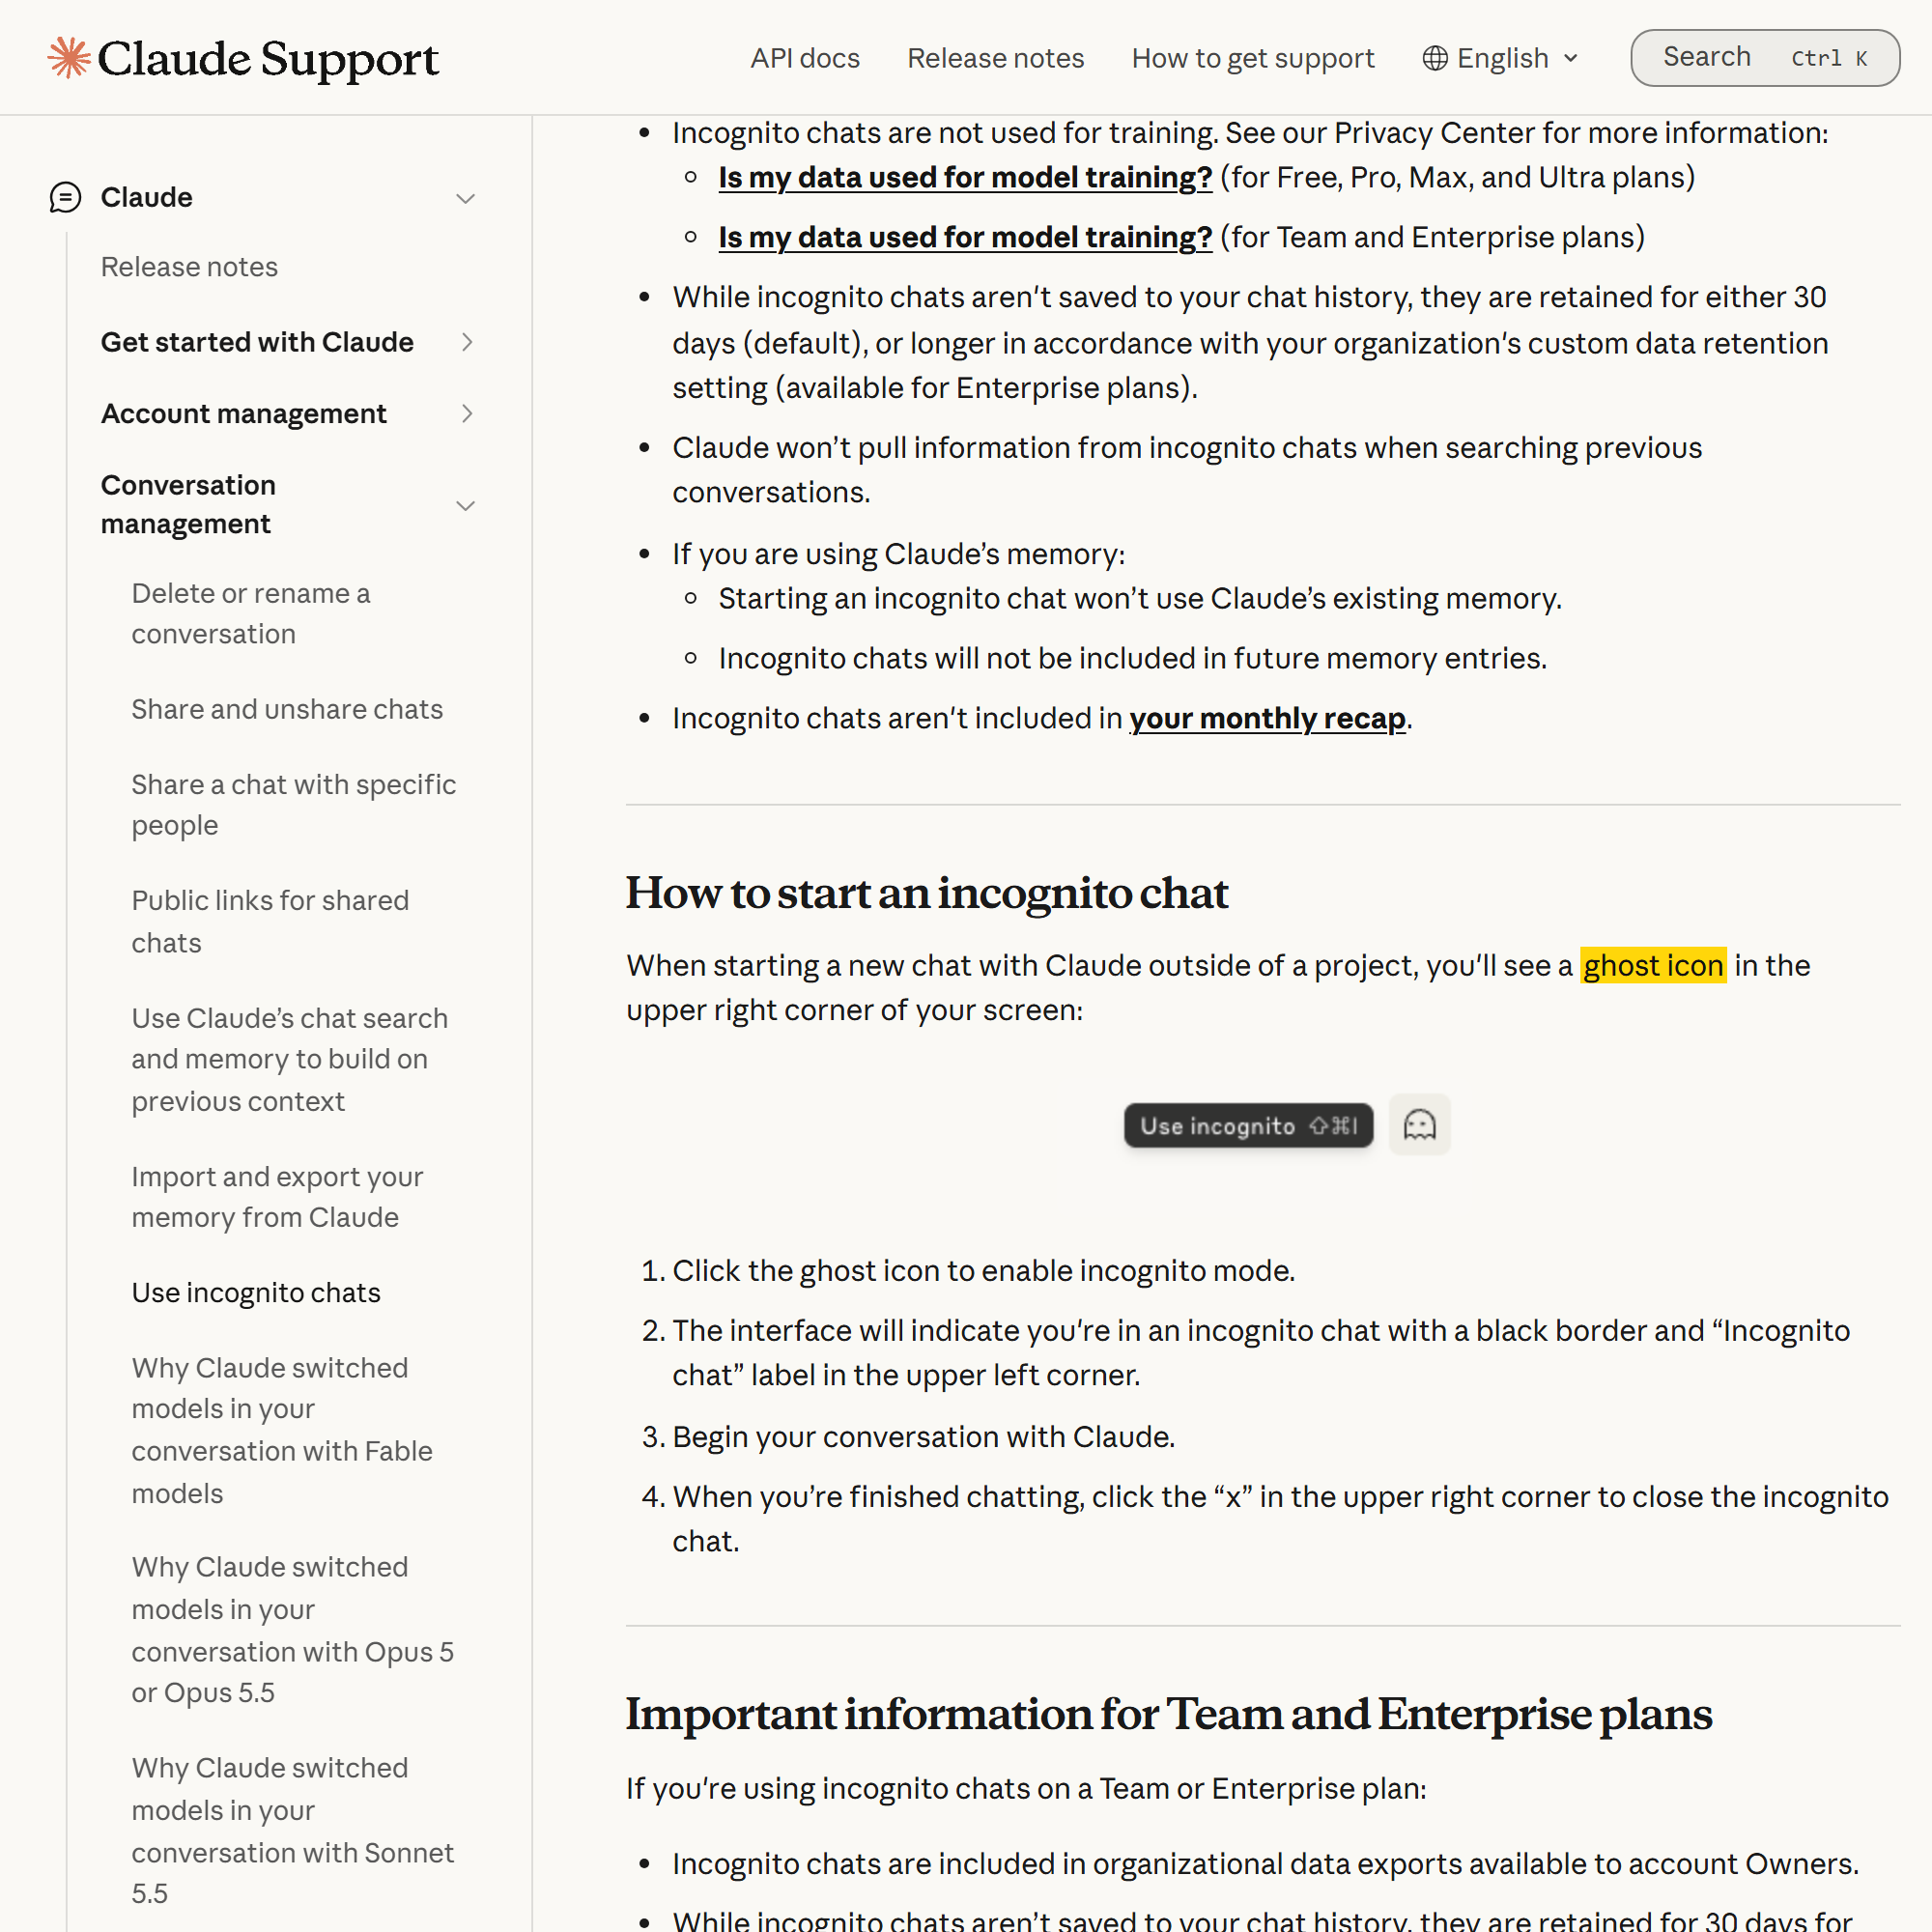 Claude Support
API docs
Release notes
How to get support
English
Search Ctrl K
Claude
Release notes
Get started with Claude
Account management
Conversation
management
Delete or rename a
conversation
Share and unshare chats
Share a chat with specific
people
Public links for shared
chats
Use Claude’s chat search
and memory to build on
previous context
Import and export your
memory from Claude
Use incognito chats
Why Claude switched
models in your
conversation with Fable
models
Why Claude switched
models in your
conversation with Opus 5
or Opus 5.5
Why Claude switched
models in your
conversation with Sonnet
5.5
Incognito chats are not used for training. See our Privacy Center for more information:
Is my data used for model training? (for Free, Pro, Max, and Ultra plans)
Is my data used for model training? (for Team and Enterprise plans)
While incognito chats aren't saved to your chat history, they are retained for either 30
days (default), or longer in accordance with your organization's custom data retention
setting (available for Enterprise plans).
Claude won’t pull information from incognito chats when searching previous
conversations.
If you are using Claude’s memory:
Starting an incognito chat won’t use Claude’s existing memory.
Incognito chats will not be included in future memory entries.
Incognito chats aren't included in your monthly recap.
How to start an incognito chat
When starting a new chat with Claude outside of a project, you'll see a ghost icon in the
upper right corner of your screen:
Use incognito ⇧⌘I
1. Click the ghost icon to enable incognito mode.
2. The interface will indicate you're in an incognito chat with a black border and “Incognito
chat” label in the upper left corner.
3. Begin your conversation with Claude.
4. When you’re finished chatting, click the “x” in the upper right corner to close the incognito
chat.
Important information for Team and Enterprise plans
If you're using incognito chats on a Team or Enterprise plan:
Incognito chats are included in organizational data exports available to account Owners.
While incognito chats aren’t saved to your chat history, they are retained for 30 days for